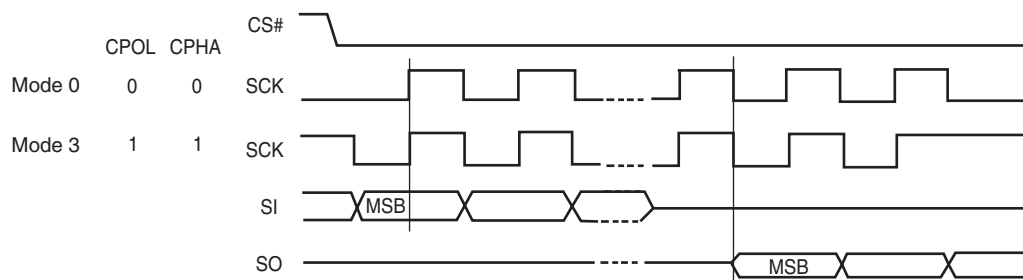 CS#
CPOL CPHA
Mode 0 0 0 SCK
Mode 3 1 1 SCK
SI MSB
SO MSB